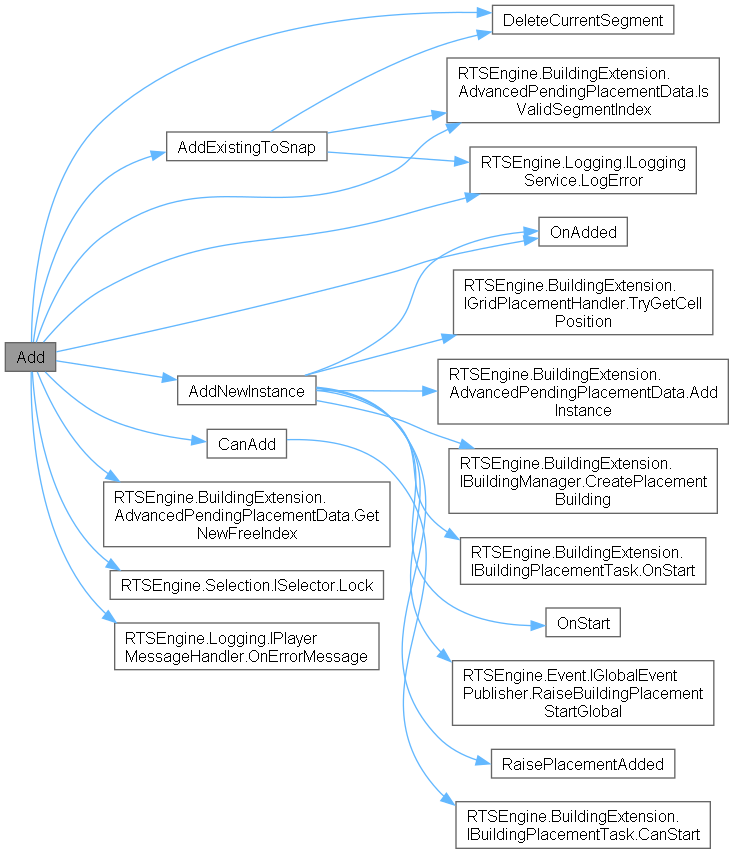 DeleteCurrentSegment
RTSEngine.BuildingExtension.
AdvancedPendingPlacementData.Is
ValidSegmentIndex
AddExistingToSnap
RTSEngine.Logging.ILogging
Service.LogError
OnAdded
RTSEngine.BuildingExtension.
IGridPlacementHandler.TryGetCell
Position
Add
AddNewInstance
RTSEngine.BuildingExtension.
AdvancedPendingPlacementData.Add
Instance
CanAdd
RTSEngine.BuildingExtension.
IBuildingManager.CreatePlacement
Building
RTSEngine.BuildingExtension.
AdvancedPendingPlacementData.Get
NewFreeIndex
RTSEngine.BuildingExtension.
IBuildingPlacementTask.OnStart
RTSEngine.Selection.ISelector.Lock
OnStart
RTSEngine.Logging.IPlayer
MessageHandler.OnErrorMessage
RTSEngine.Event.IGlobalEvent
Publisher.RaiseBuildingPlacement
StartGlobal
RaisePlacementAdded
RTSEngine.BuildingExtension.
IBuildingPlacementTask.CanStart